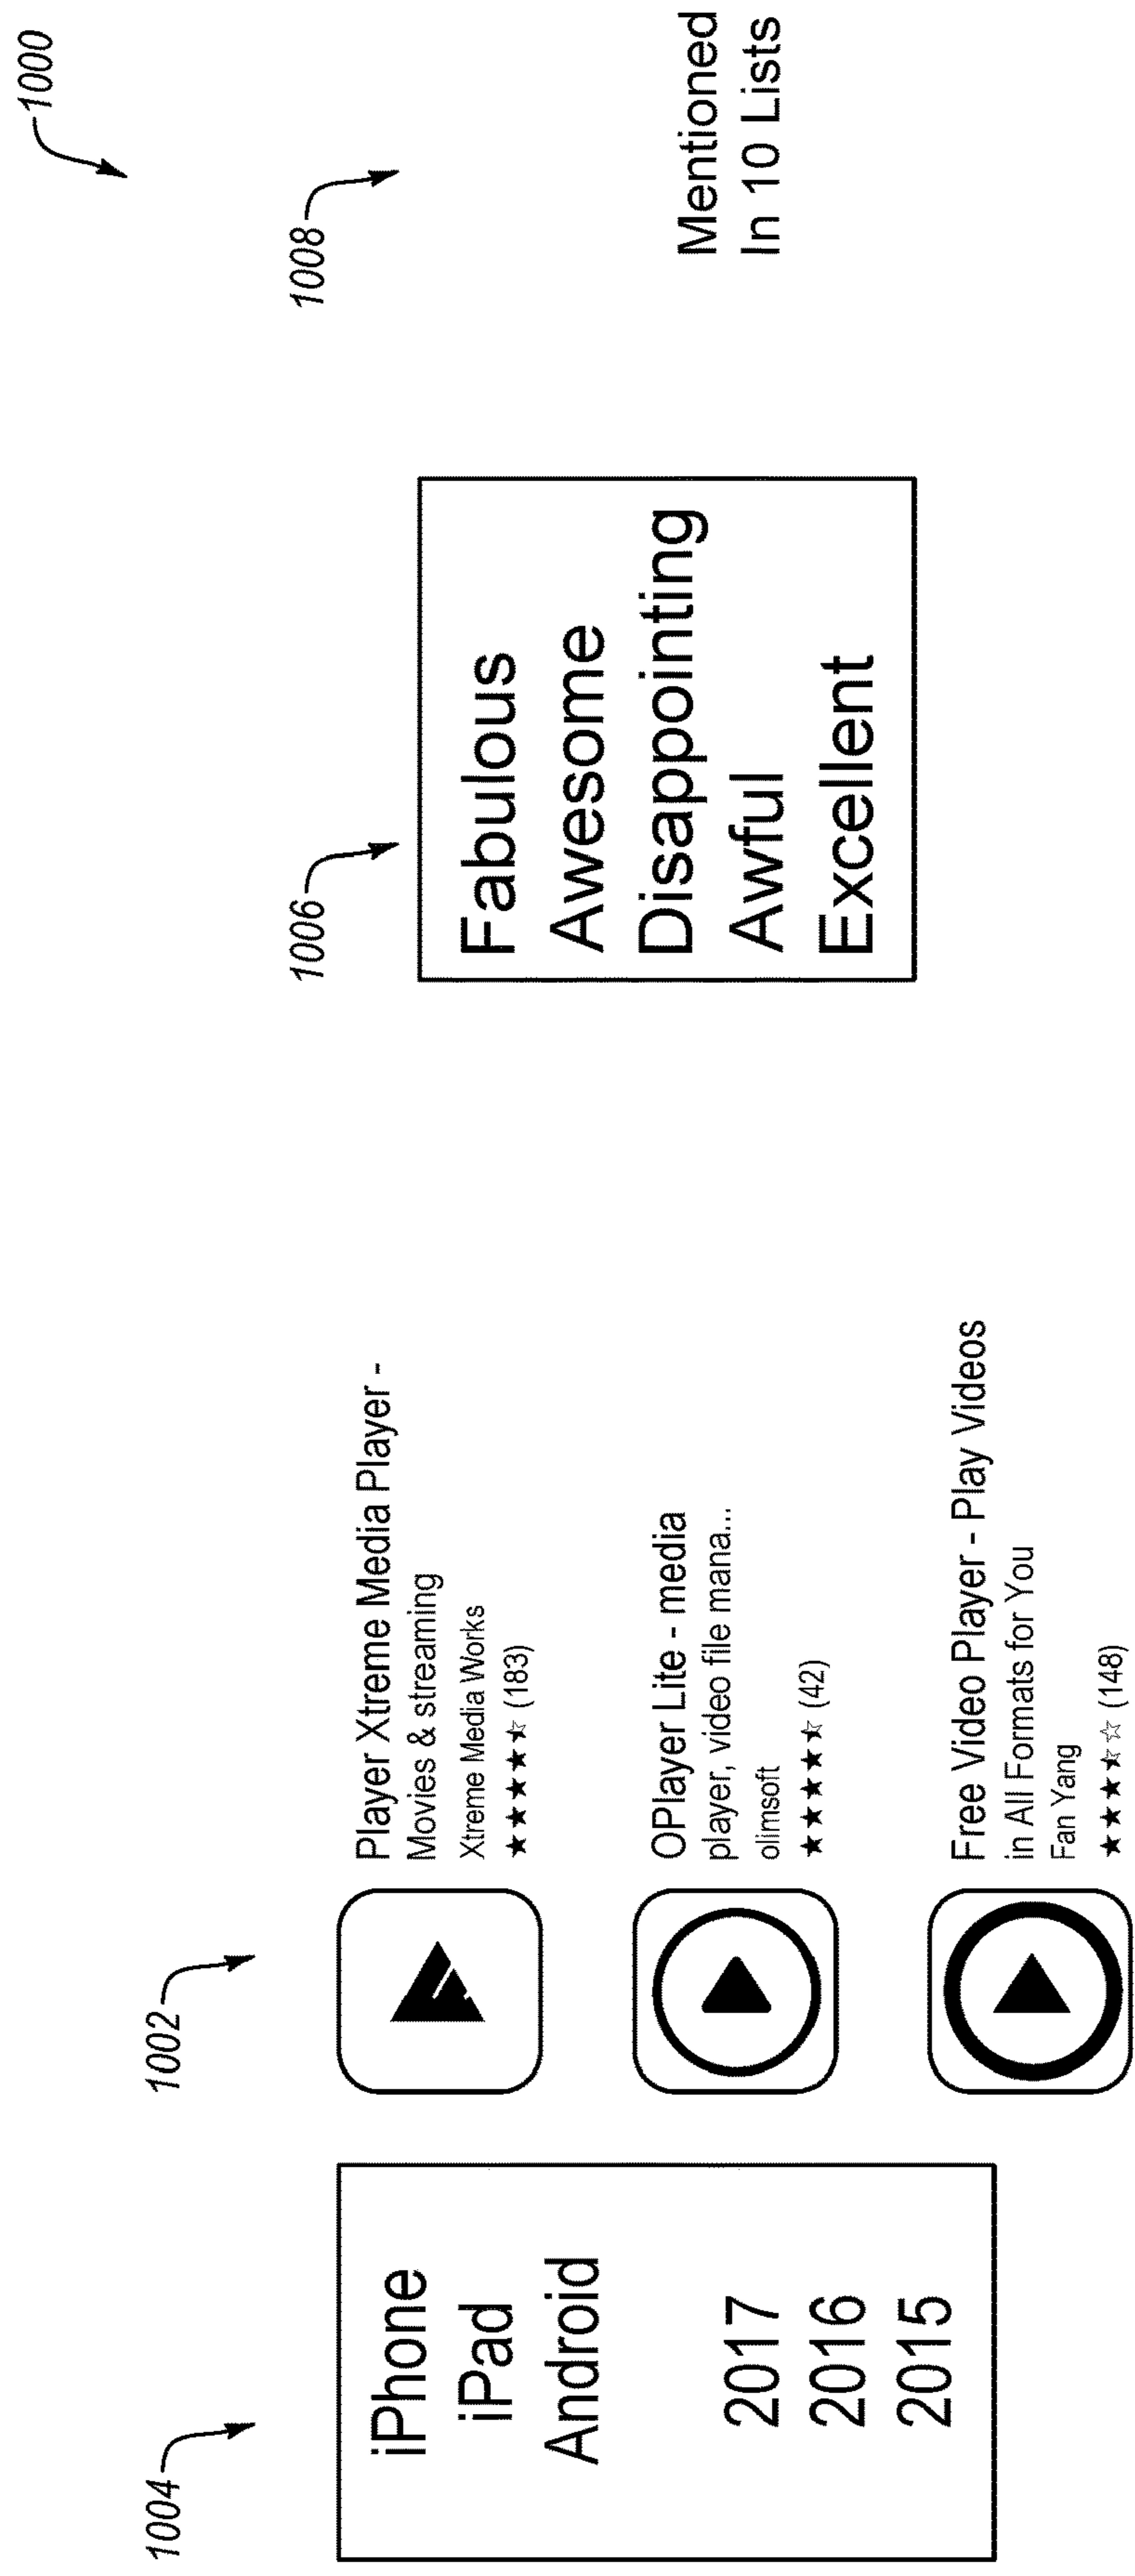 1000
1004
1002
1006
1008
iPhone
iPad
Android
2017
2016
2015
Player Xtreme Media Player -
Movies & streaming
Xtreme Media Works
★★★★⯪ (183)
OPlayer Lite - media
player, video file mana...
olimsoft
★★★★⯪ (42)
Free Video Player - Play Videos
in All Formats for You
Fan Yang
★★★⯪☆ (148)
Fabulous
Awesome
Disappointing
Awful
Excellent
Mentioned
In 10 Lists